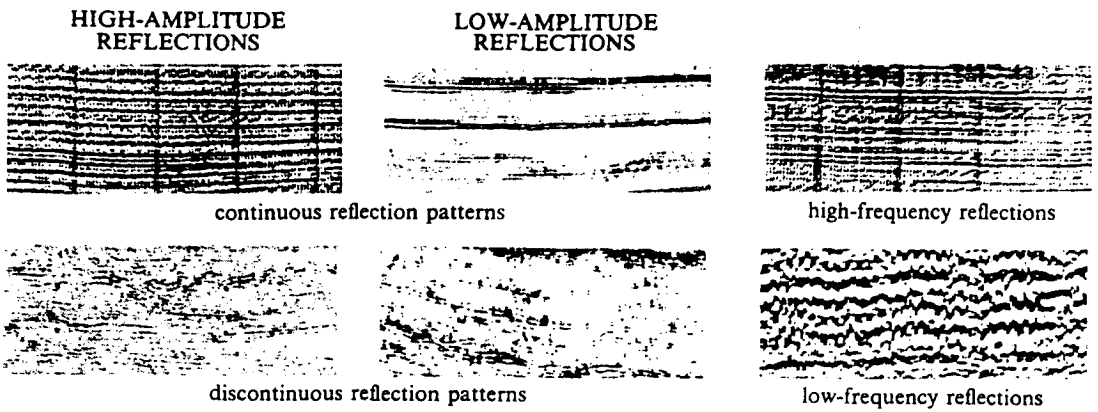 HIGH-AMPLITUDE
REFLECTIONS
LOW-AMPLITUDE
REFLECTIONS
continuous reflection patterns
high-frequency reflections
discontinuous reflection patterns
low-frequency reflections